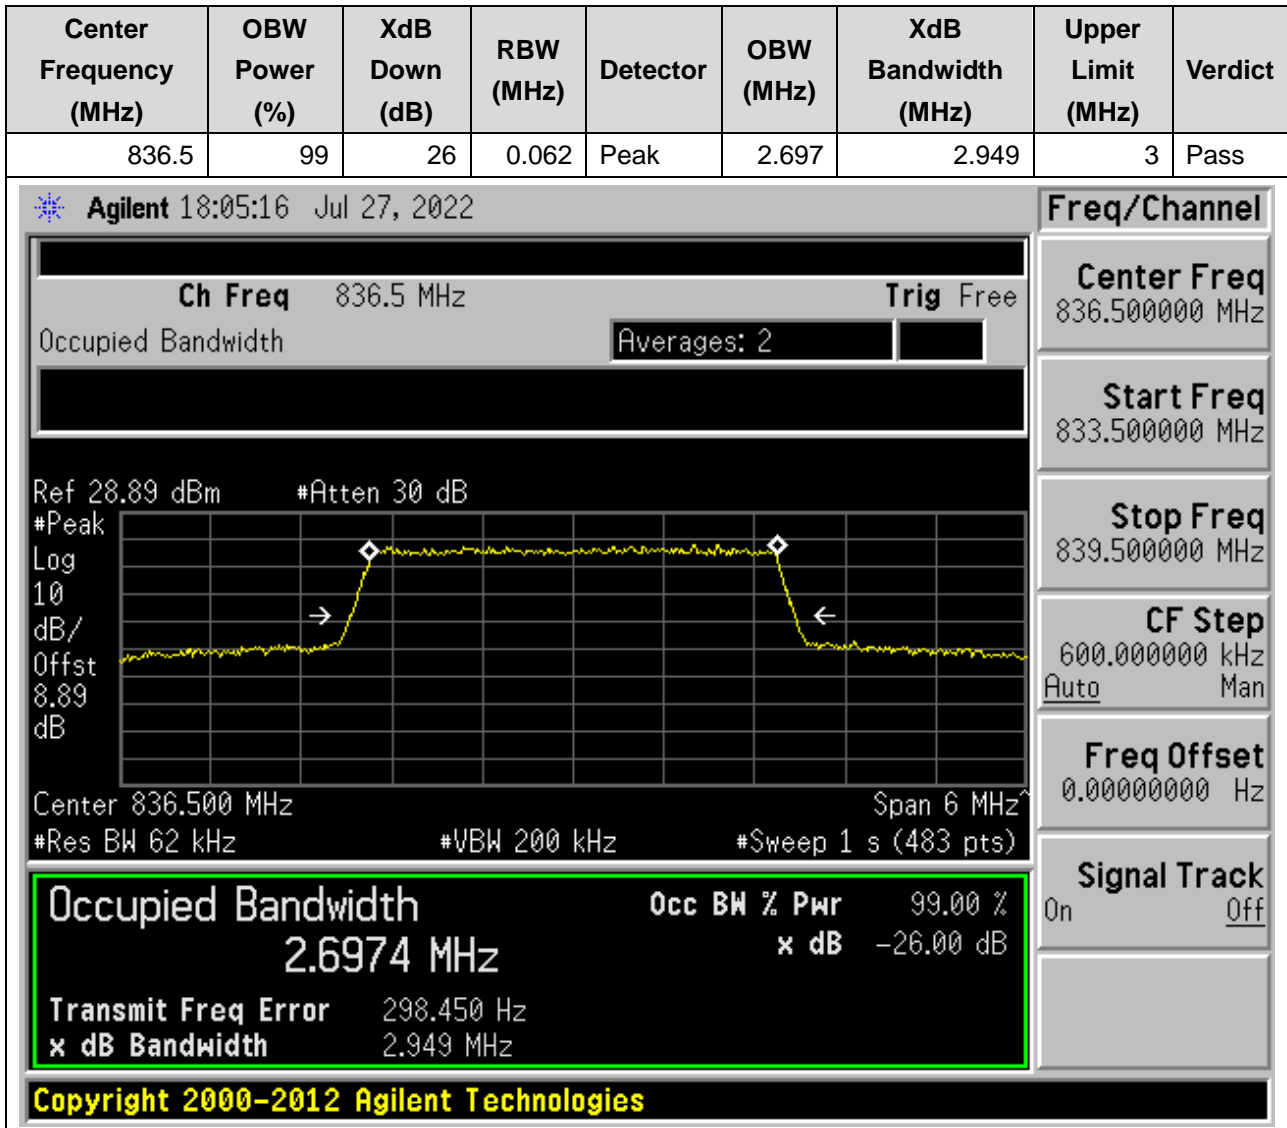 Center Frequency (MHz) OBW Power (%) XdB Down (dB) RBW (MHz) Detector OBW (MHz) XdB Bandwidth (MHz) Upper Limit (MHz) Verdict
836.5 99 26 0.062 Peak 2.697 2.949 3 Pass
Agilent 18:05:16 Jul 27, 2022
Freq/Channel
Ch Freq 836.5 MHz Trig Free
Occupied Bandwidth Averages: 2
Center Freq
836.500000 MHz
Start Freq
833.500000 MHz
Stop Freq
839.500000 MHz
CF Step
600.000000 kHz
Auto Man
Freq Offset
0.00000000 Hz
Signal Track
On Off
Ref 28.89 dBm #Atten 30 dB
#Peak
Log
10
dB/
Offst
8.89
dB
Center 836.500 MHz Span 6 MHz^
#Res BW 62 kHz #VBW 200 kHz #Sweep 1 s (483 pts)
Occupied Bandwidth
2.6974 MHz
Occ BW % Pwr 99.00 %
x dB -26.00 dB
Transmit Freq Error 298.450 Hz
x dB Bandwidth 2.949 MHz
Copyright 2000-2012 Agilent Technologies